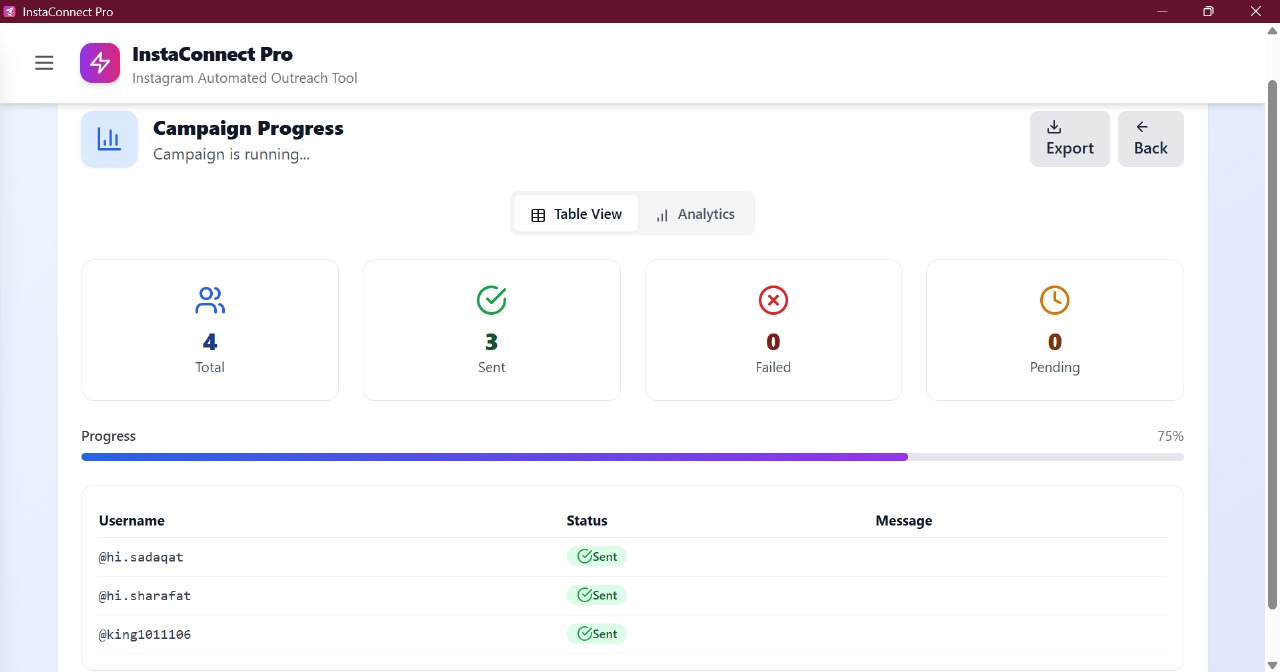 InstaConnect Pro
InstaConnect Pro
Instagram Automated Outreach Tool
Campaign Progress
Campaign is running...
Export
Back
Table View
Analytics
4
Total
3
Sent
0
Failed
0
Pending
Progress
75%
Username Status Message
@hi.sadaqat Sent
@hi.sharafat Sent
@king1011106 Sent